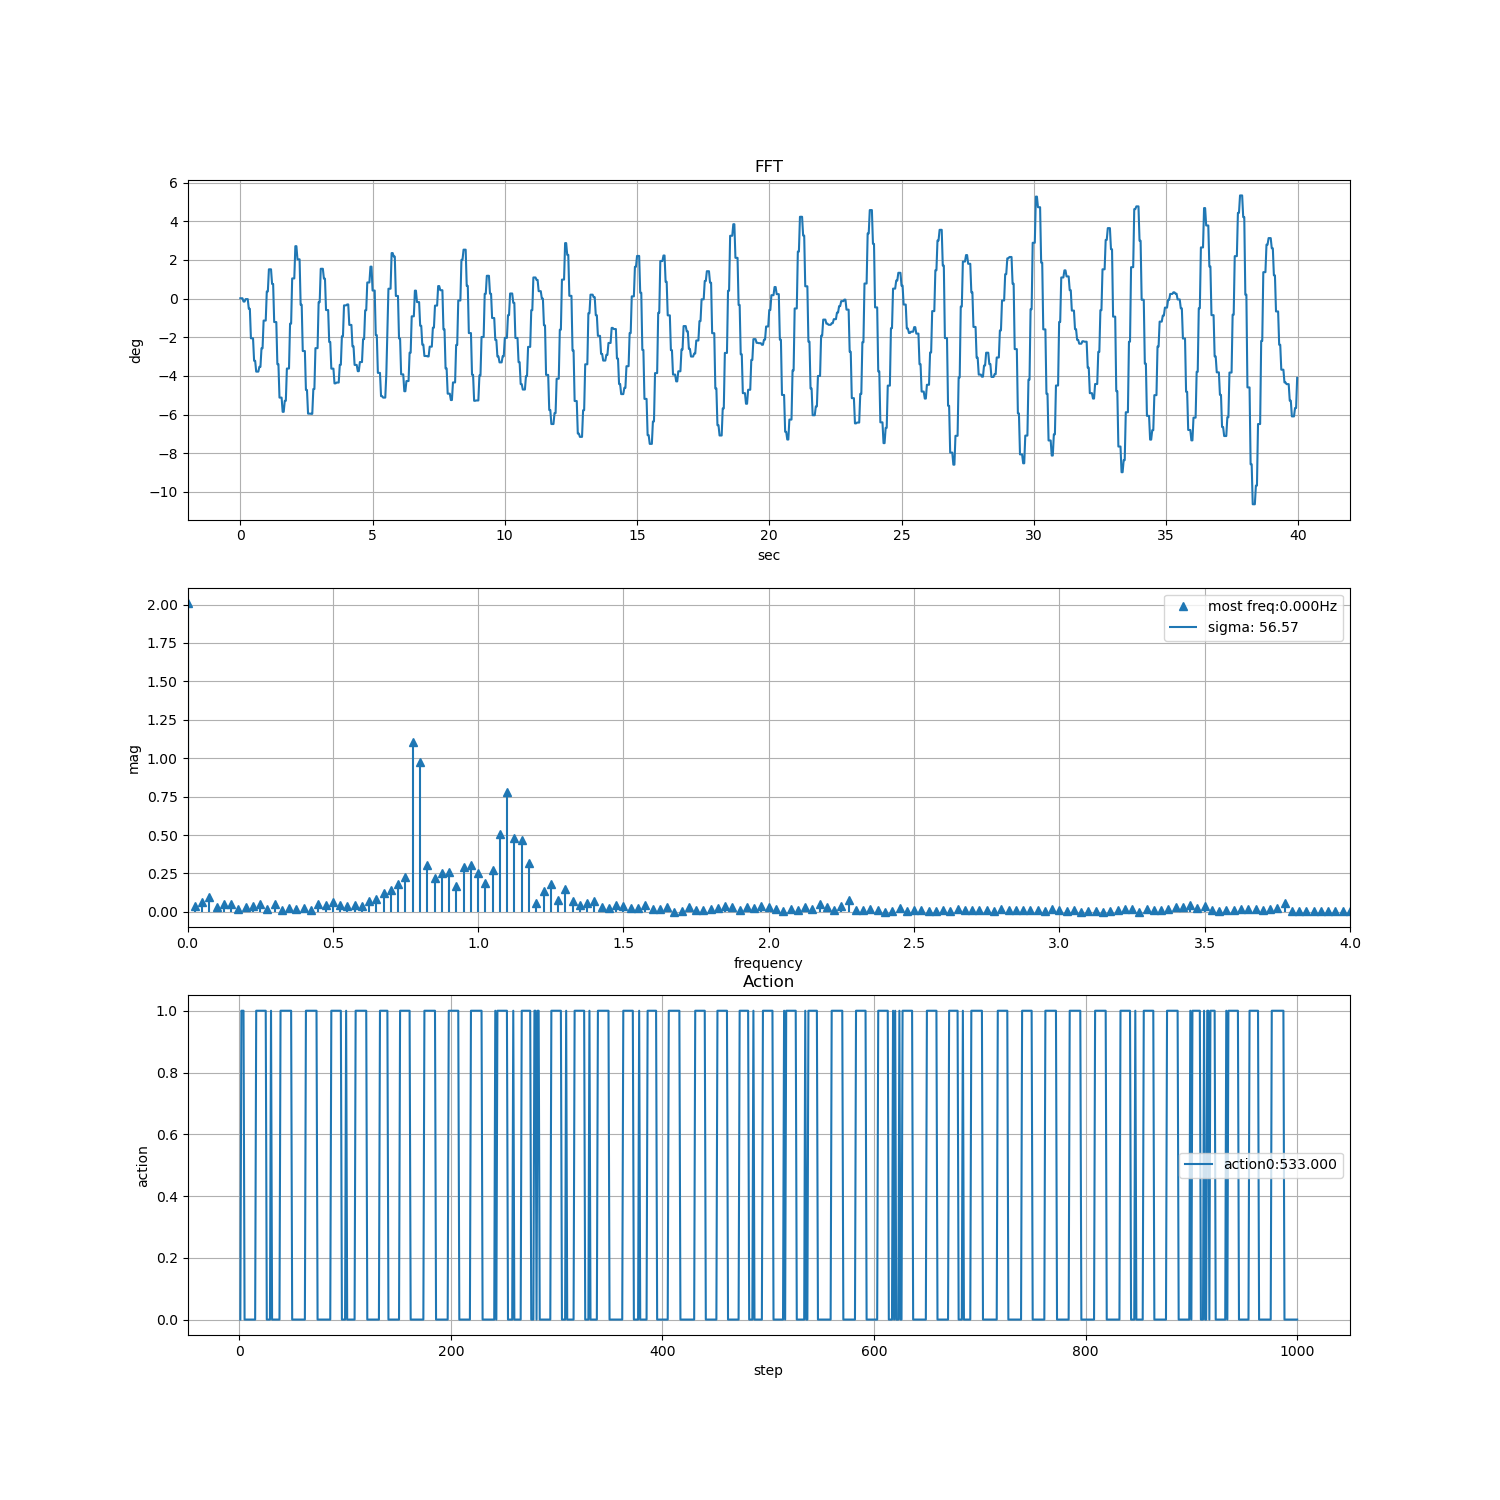 FFT
6
4
2
0
−2
−4
−6
−8
−10
deg
0 5 10 15 20 25 30 35 40
sec
2.00
1.75
1.50
1.25
1.00
0.75
0.50
0.25
0.00
mag
most freq:0.000Hz
sigma: 56.57
0.0 0.5 1.0 1.5 2.0 2.5 3.0 3.5 4.0
frequency
Action
1.0
0.8
0.6
0.4
0.2
0.0
action
action0:533.000
0 200 400 600 800 1000
step